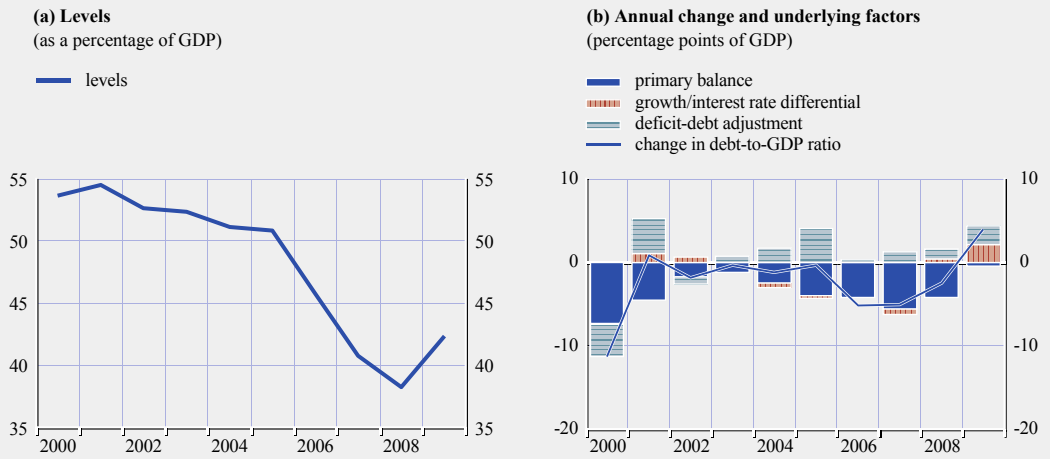 (a) Levels
(as a percentage of GDP)
levels
55 55
50 50
45 45
40 40
35 35
2000 2002 2004 2006 2008
(b) Annual change and underlying factors
(percentage points of GDP)
primary balance
growth/interest rate differential
deficit-debt adjustment
change in debt-to-GDP ratio
10 10
0 0
-10 -10
-20 -20
2000 2002 2004 2006 2008